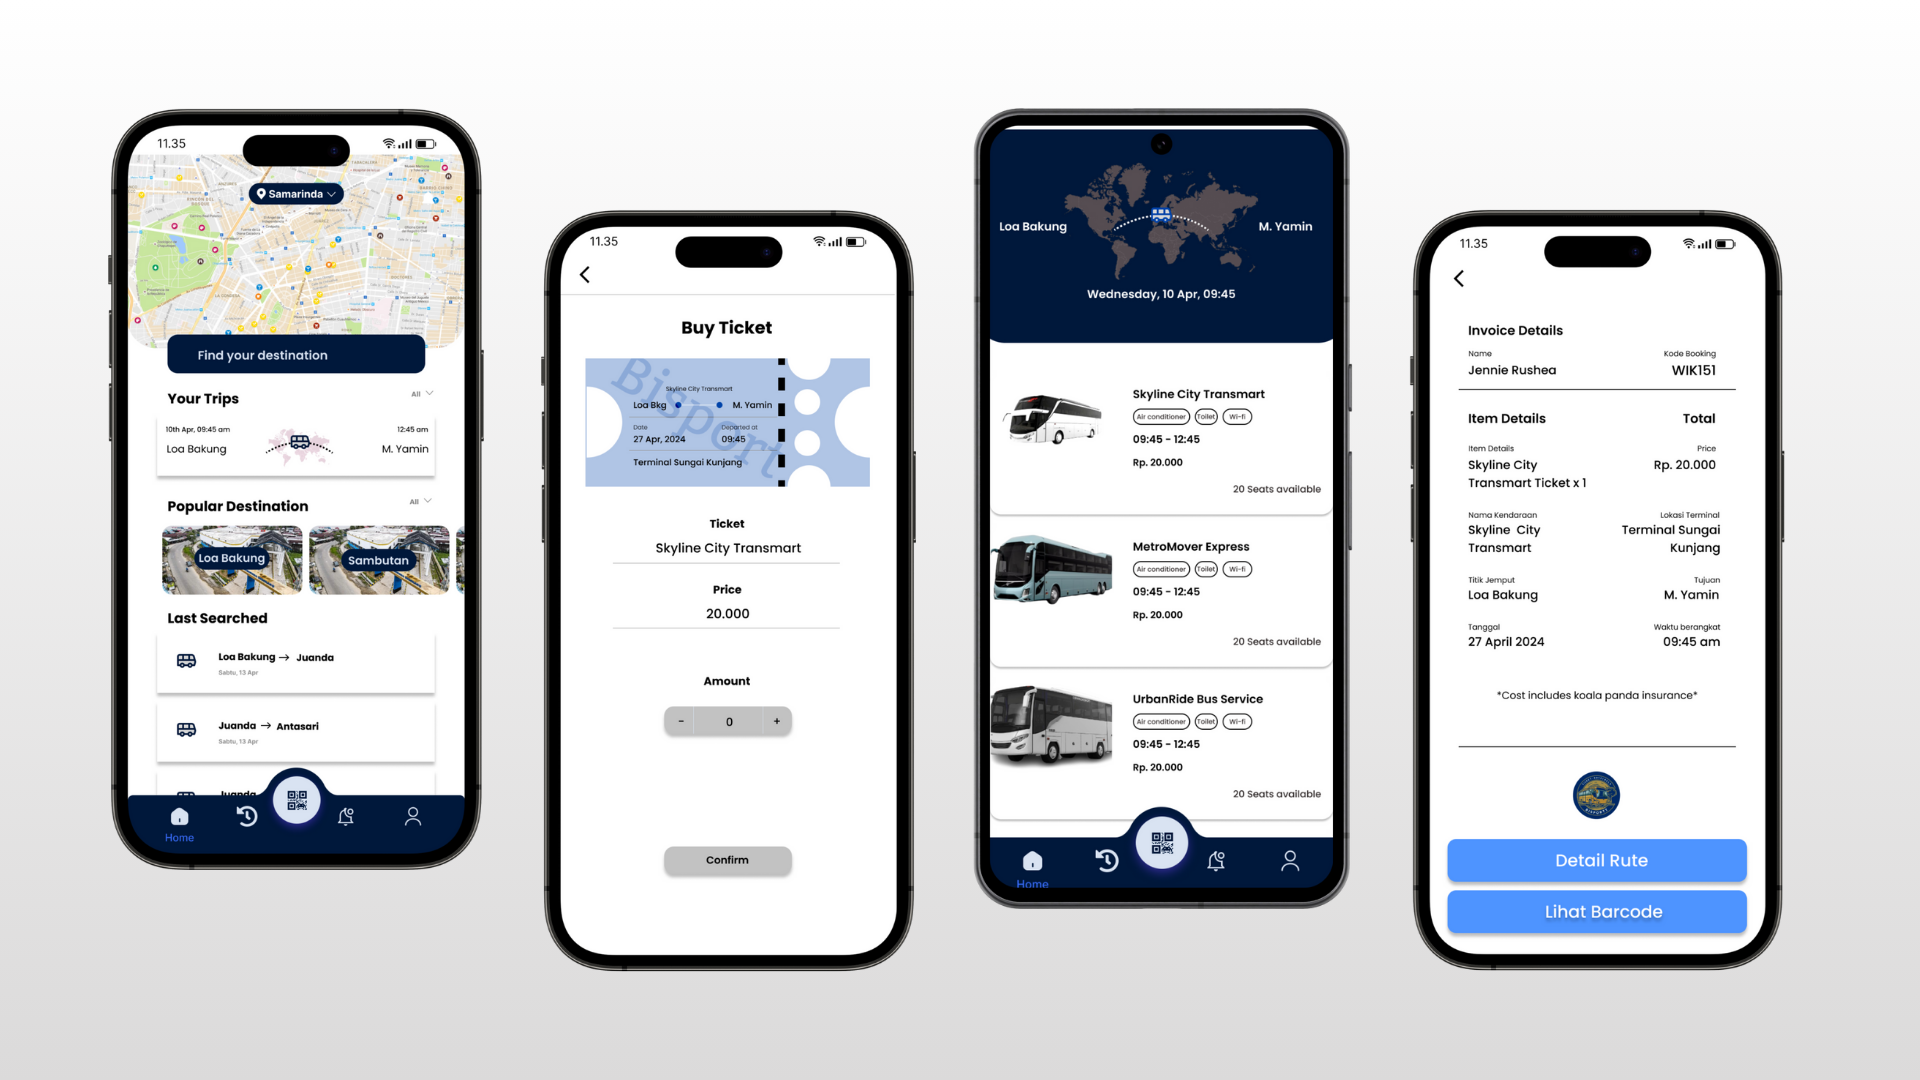 11.35
Samarinda
Find your destination
Your Trips
All
10th Apr, 09:45 am
12:45 am
Loa Bakung
M. Yamin
Popular Destination
All
Loa Bakung
Sambutan
Last Searched
Loa Bakung → Juanda
Sabtu, 13 Apr
Juanda → Antasari
Sabtu, 13 Apr
Juanda
Home
11.35
Buy Ticket
Bisport
Skyline City Transmart
Loa Bkg
M. Yamin
Date
Departed at
27 Apr, 2024
09:45
Terminal Sungai Kunjang
Ticket
Skyline City Transmart
Price
20.000
Amount
- 0 +
Confirm
Loa Bakung
M. Yamin
Wednesday, 10 Apr, 09:45
Skyline City Transmart
Air conditioner Toilet Wi-fi
09:45 - 12:45
Rp. 20.000
20 Seats available
MetroMover Express
Air conditioner Toilet Wi-fi
09:45 - 12:45
Rp. 20.000
20 Seats available
UrbanRide Bus Service
Air conditioner Toilet Wi-fi
09:45 - 12:45
Rp. 20.000
20 Seats available
Home
11.35
Invoice Details
Name
Kode Booking
Jennie Rushea
WIK151
Item Details
Total
Item Details
Price
Skyline City
Rp. 20.000
Transmart Ticket x 1
Nama Kendaraan
Lokasi Terminal
Skyline City
Terminal Sungai
Transmart
Kunjang
Titik Jemput
Tujuan
Loa Bakung
M. Yamin
Tanggal
Waktu berangkat
27 April 2024
09:45 am
*Cost includes koala panda insurance*
Detail Rute
Lihat Barcode